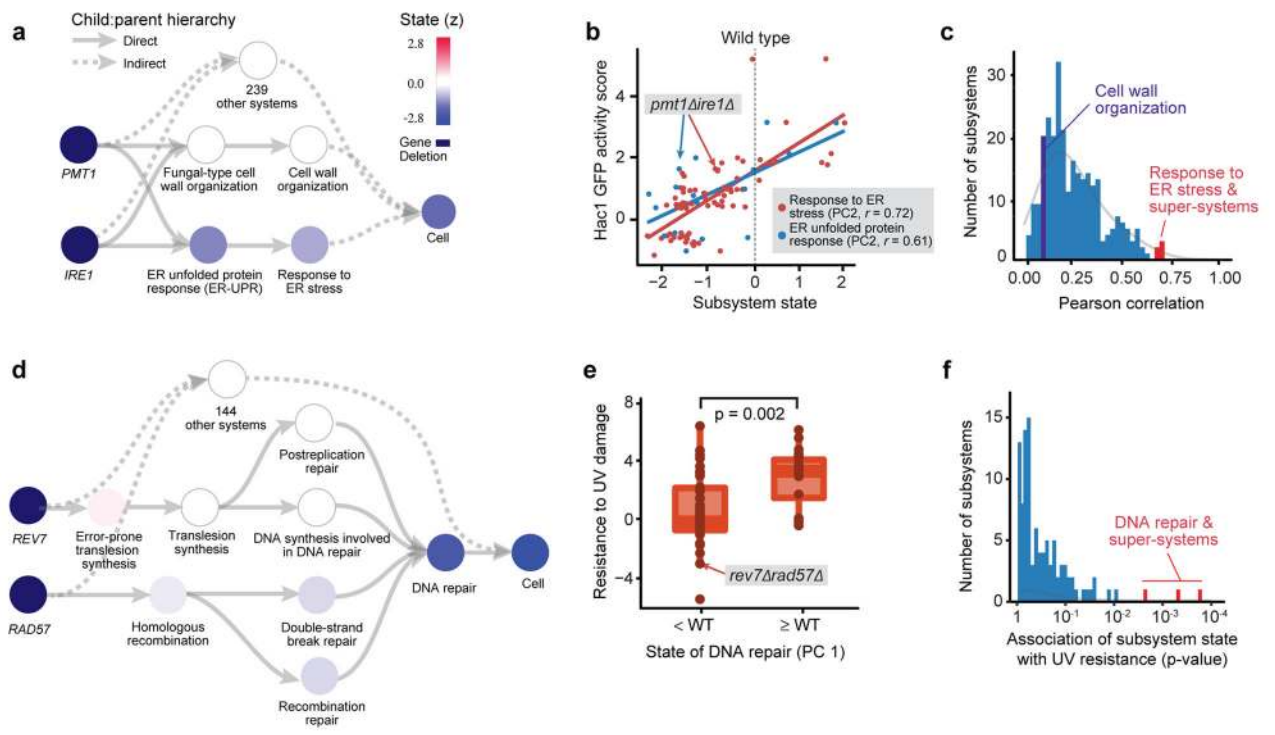 a
Child:parent hierarchy
Direct
Indirect
State (z)
2.8
0.0
-2.8
Gene
Deletion
239
other systems
PMT1
Fungal-type cell
wall organization
Cell wall
organization
Cell
IRE1
ER unfolded protein
response (ER-UPR)
Response to
ER stress
b
Wild type
Hac1 GFP activity score
4
2
0
pmt1Δire1Δ
Response to ER
stress (PC2, r = 0.72)
ER unfolded protein
response (PC2, r = 0.61)
−2
−1
0
1
2
Subsystem state
c
Number of subsystems
30
20
10
0
Cell wall
organization
Response to
ER stress &
super-systems
0.00
0.25
0.50
0.75
1.00
Pearson correlation
d
144
other systems
Postreplication
repair
REV7
Error-prone
translesion
synthesis
Translesion
synthesis
DNA synthesis involved
in DNA repair
DNA repair
Cell
RAD57
Homologous
recombination
Double-strand
break repair
Recombination
repair
e
Resistance to UV damage
8
4
0
−4
p = 0.002
rev7Δrad57Δ
< WT
≥ WT
State of DNA repair (PC 1)
f
Number of subsystems
15
10
5
0
DNA repair &
super-systems
1
10-1
10-2
10-3
10-4
Association of subsystem state
with UV resistance (p-value)